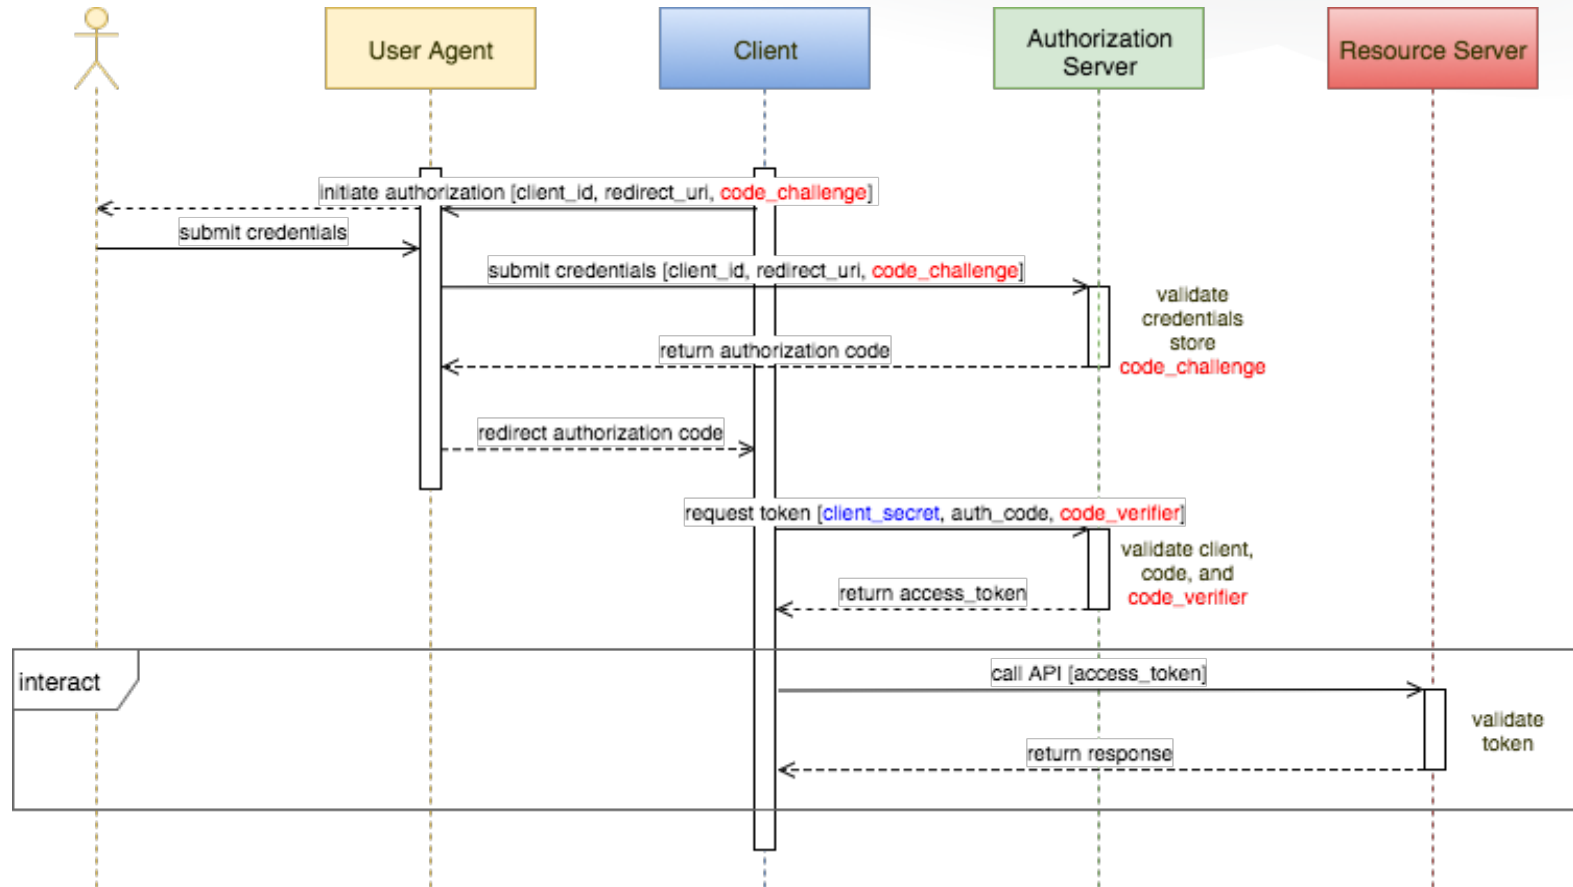 User Agent
Client
Authorization
Server
Resource Server
initiate authorization [client_id, redirect_uri, code_challenge]
submit credentials
submit credentials [client_id, redirect_uri, code_challenge]
validate
credentials
store
code_challenge
return authorization code
redirect authorization code
request token [client_secret, auth_code, code_verifier]
validate client,
code, and
code_verifier
return access_token
interact
call API [access_token]
validate
token
return response